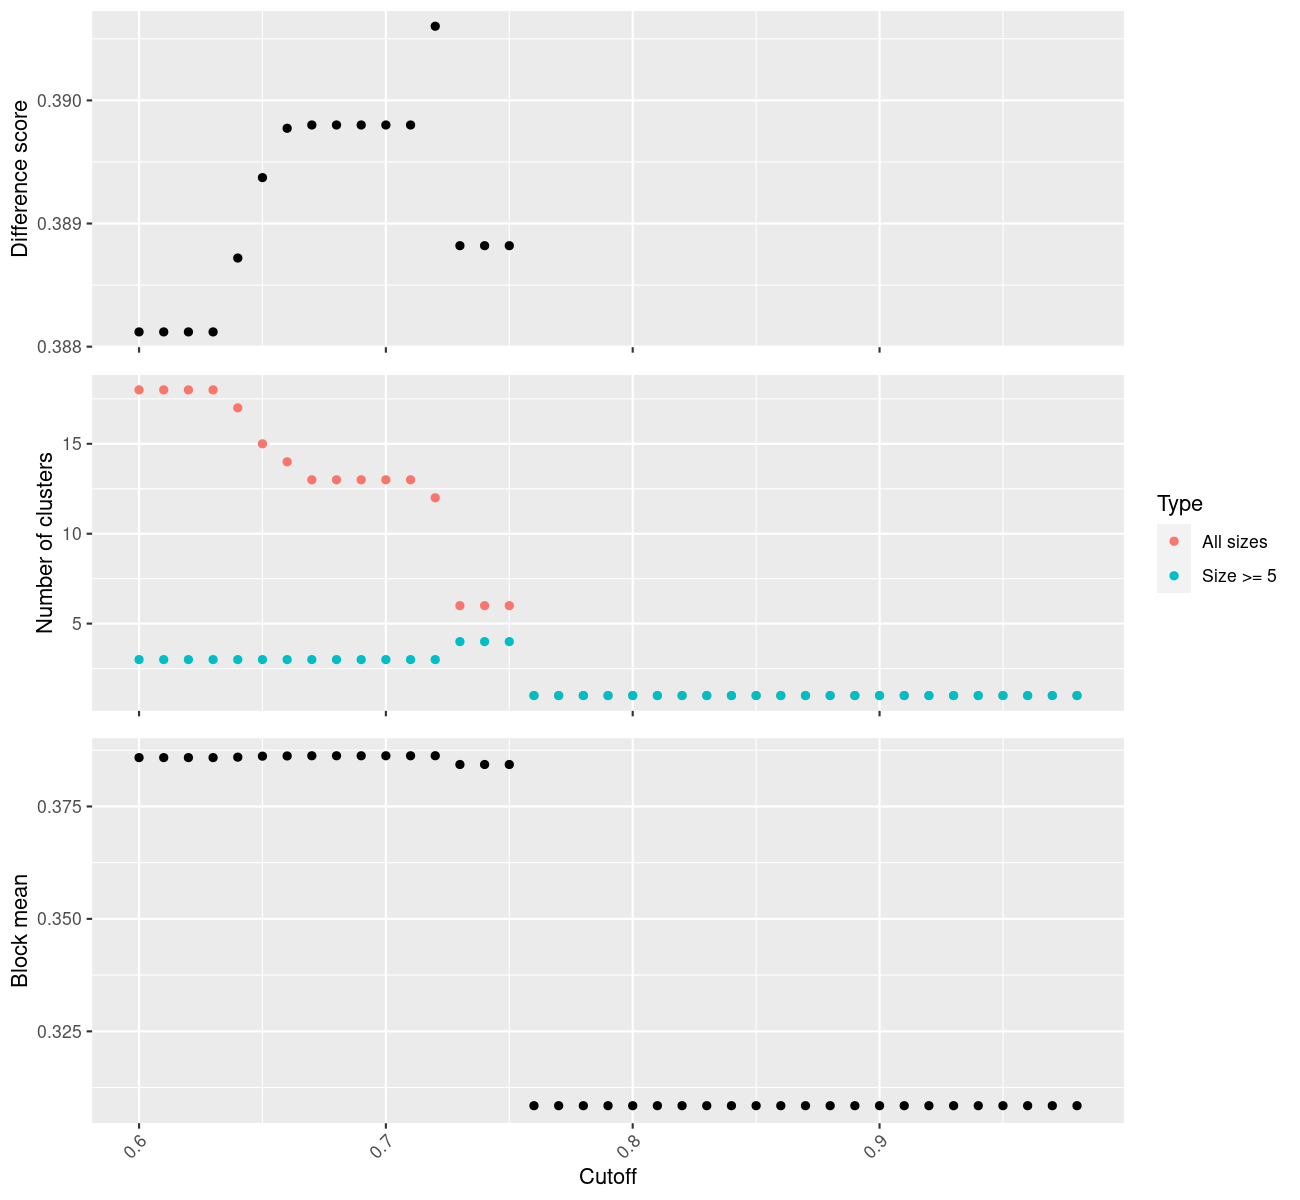 Difference score
0.390
0.389
0.388
Number of clusters
15
10
5
Type
All sizes
Size >= 5
Block mean
0.375
0.350
0.325
0.6 0.7 0.8 0.9
Cutoff